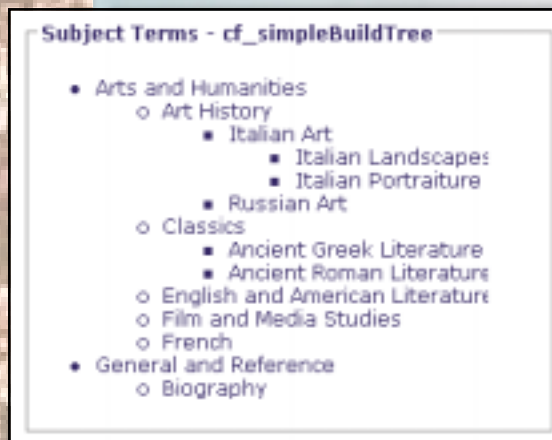 Subject Terms - cf_simpleBuildTree
Arts and Humanities
Art History
Italian Art
Italian Landscapes
Italian Portraiture
Russian Art
Classics
Ancient Greek Literature
Ancient Roman Literature
English and American Literature
Film and Media Studies
French
General and Reference
Biography